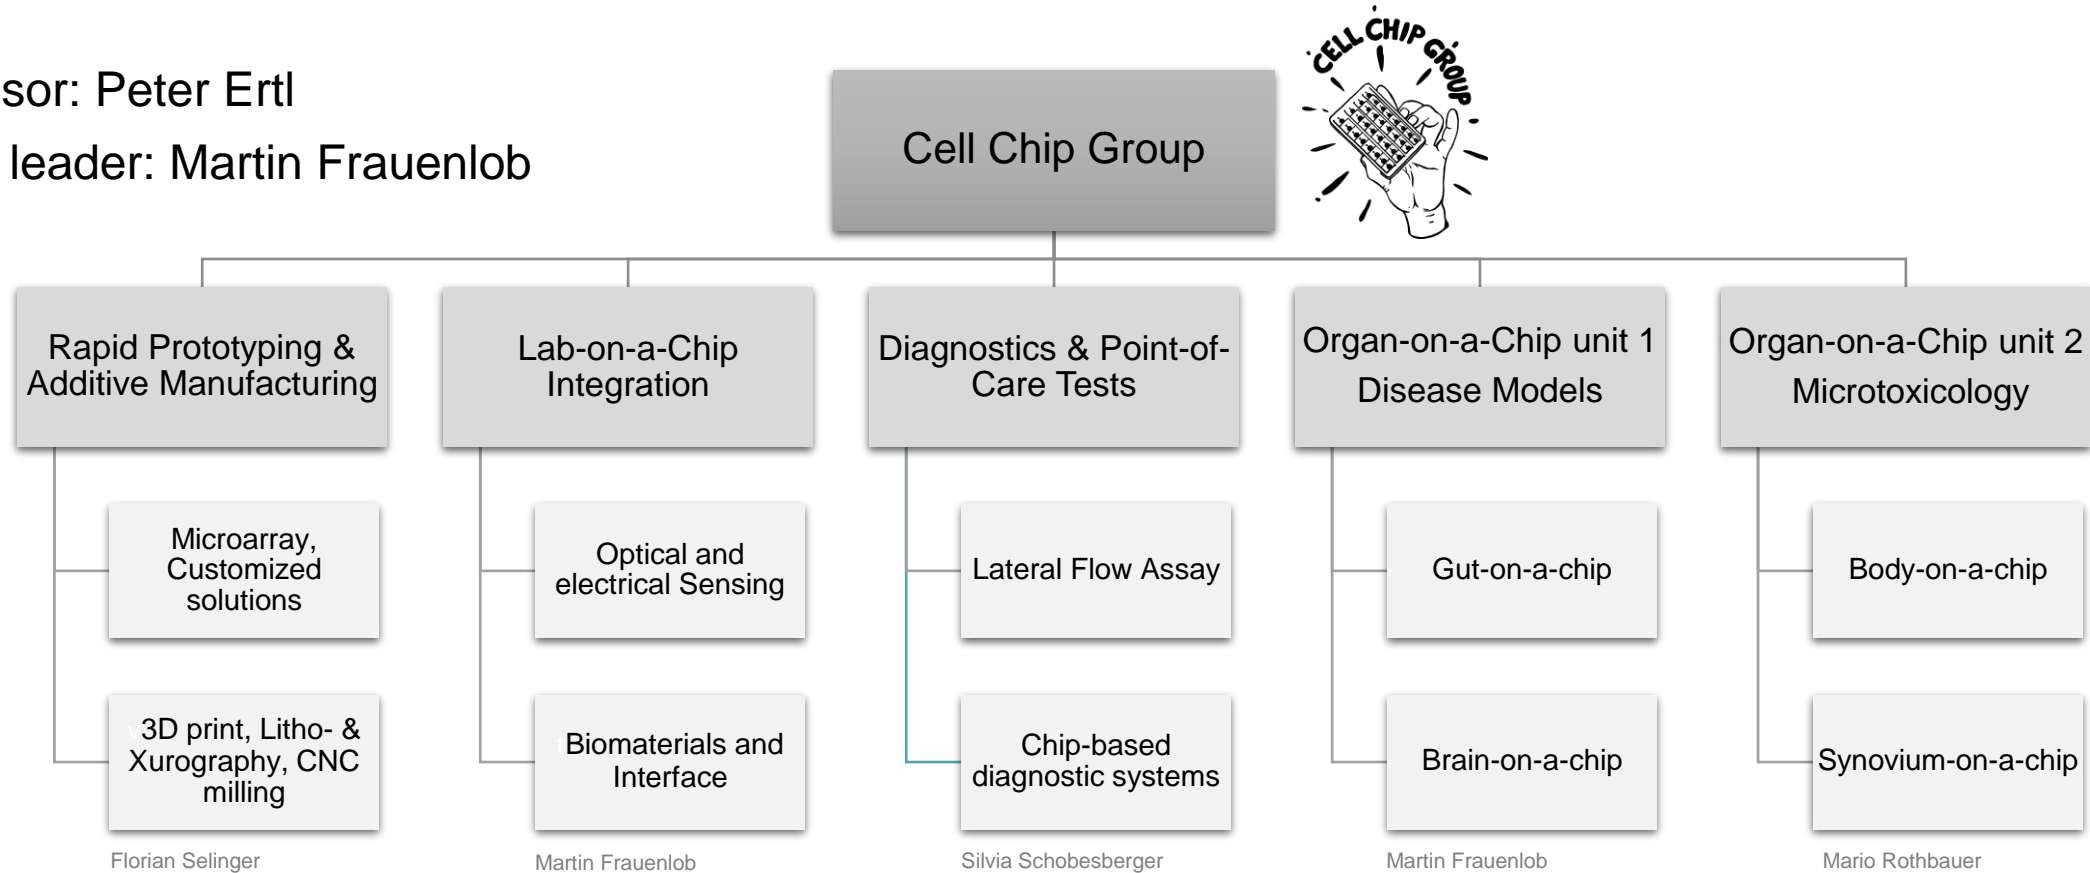 sor: Peter Ertl
leader: Martin Frauenlob
CELL CHIP GROUP
Cell Chip Group
Rapid Prototyping &
Additive Manufacturing
Lab-on-a-Chip
Integration
Diagnostics & Point-of-
Care Tests
Organ-on-a-Chip unit 1
Disease Models
Organ-on-a-Chip unit 2
Microtoxicology
Microarray,
Customized
solutions
Optical and
electrical Sensing
Lateral Flow Assay
Gut-on-a-chip
Body-on-a-chip
v3D print, Litho- &
Xurography, CNC
milling
fBiomaterials and
Interface
Chip-based
diagnostic systems
Brain-on-a-chip
Synovium-on-a-chip
Florian Selinger
Martin Frauenlob
Silvia Schobesberger
Martin Frauenlob
Mario Rothbauer